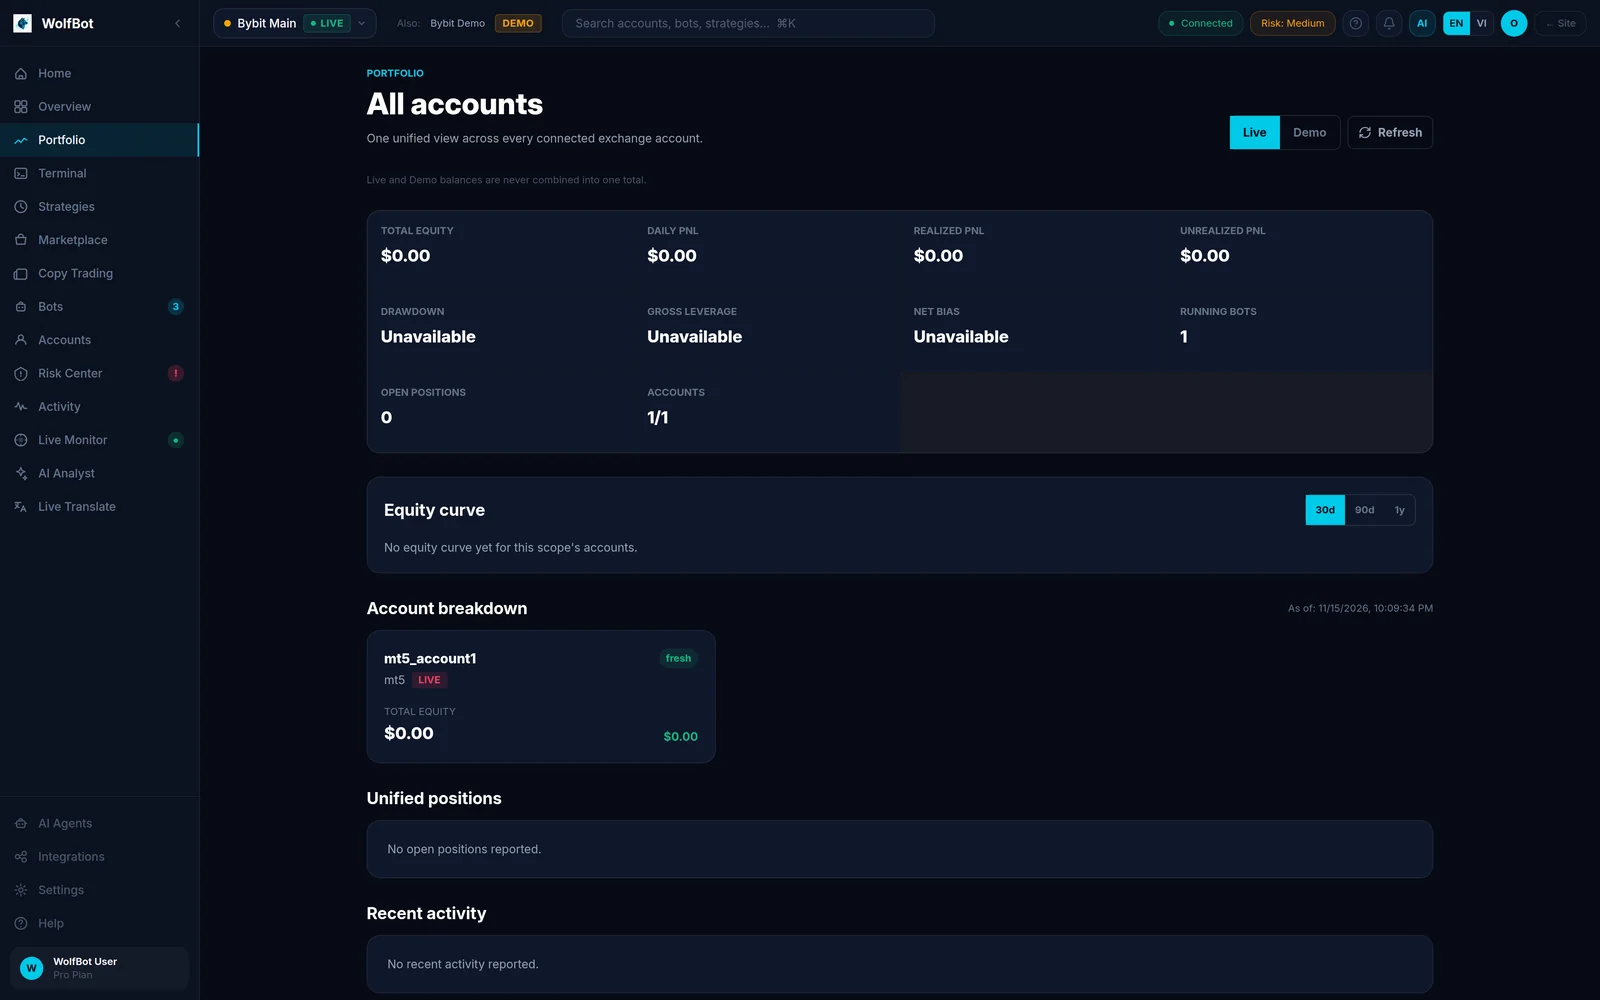 WolfBot
Bybit Main
LIVE
Also: Bybit Demo DEMO
Search accounts, bots, strategies... ⌘K
Connected
Risk: Medium
AI
EN VI
O
← Site
Home
Overview
Portfolio
Terminal
Strategies
Marketplace
Copy Trading
Bots 3
Accounts
Risk Center !
Activity
Live Monitor
AI Analyst
Live Translate
AI Agents
Integrations
Settings
Help
W
WolfBot User
Pro Plan
PORTFOLIO
All accounts
One unified view across every connected exchange account.
Live Demo Refresh
Live and Demo balances are never combined into one total.
TOTAL EQUITY DAILY PNL REALIZED PNL UNREALIZED PNL
$0.00 $0.00 $0.00 $0.00
DRAWDOWN GROSS LEVERAGE NET BIAS RUNNING BOTS
Unavailable Unavailable Unavailable 1
OPEN POSITIONS ACCOUNTS
0 1/1
Equity curve
30d 90d 1y
No equity curve yet for this scope's accounts.
Account breakdown
As of: 11/15/2026, 10:09:34 PM
mt5_account1 fresh
mt5 LIVE
TOTAL EQUITY
$0.00 $0.00
Unified positions
No open positions reported.
Recent activity
No recent activity reported.